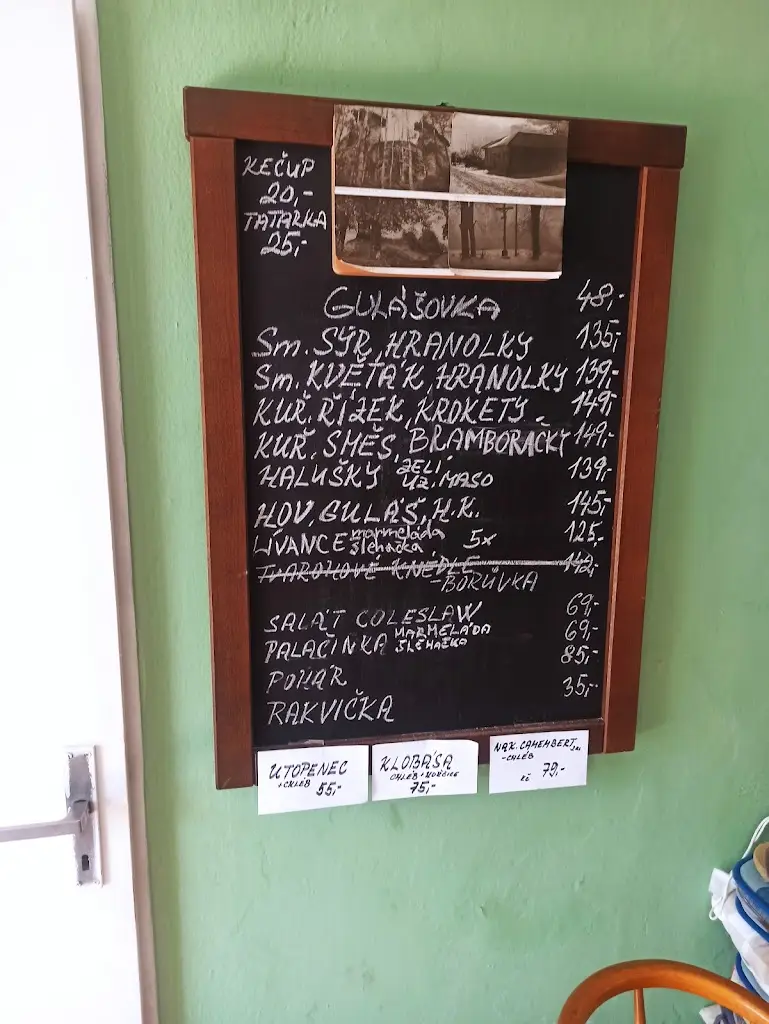 KEČUP
20,-
TATARKA
25,-
GULÁŠOVKA 48,-
Sm. SÝR, HRANOLKY 135,-
Sm. KVĚŤÁK, HRANOLKY 139,-
KUŘ. ŘÍZEK, KROKETY. 149,-
KUŘ. SMĚS, BRAMBORÁČKY 149,-
HALUŠKY ZELÍ, UZ. MASO 139,-
HOV. GULÁŠ, H.K. 145,-
LÍVANCE marmeláda šlehačka, 5x 125,-
TVAROHOVÉ KNEDLE
-BORŮVKA
SALÁT COLESLAW 69,-
PALAČINKA MARMELÁDA ŠLEHAČKA 69,-
POHÁR 85,-
RAKVIČKA 35,-
UTOPENEC
+CHLÉB 55,-
KLOBÁSA
CHLÉB + HOŘČICE
75,-
NAK. CAMEMBERT
-CHLÉB
79,-